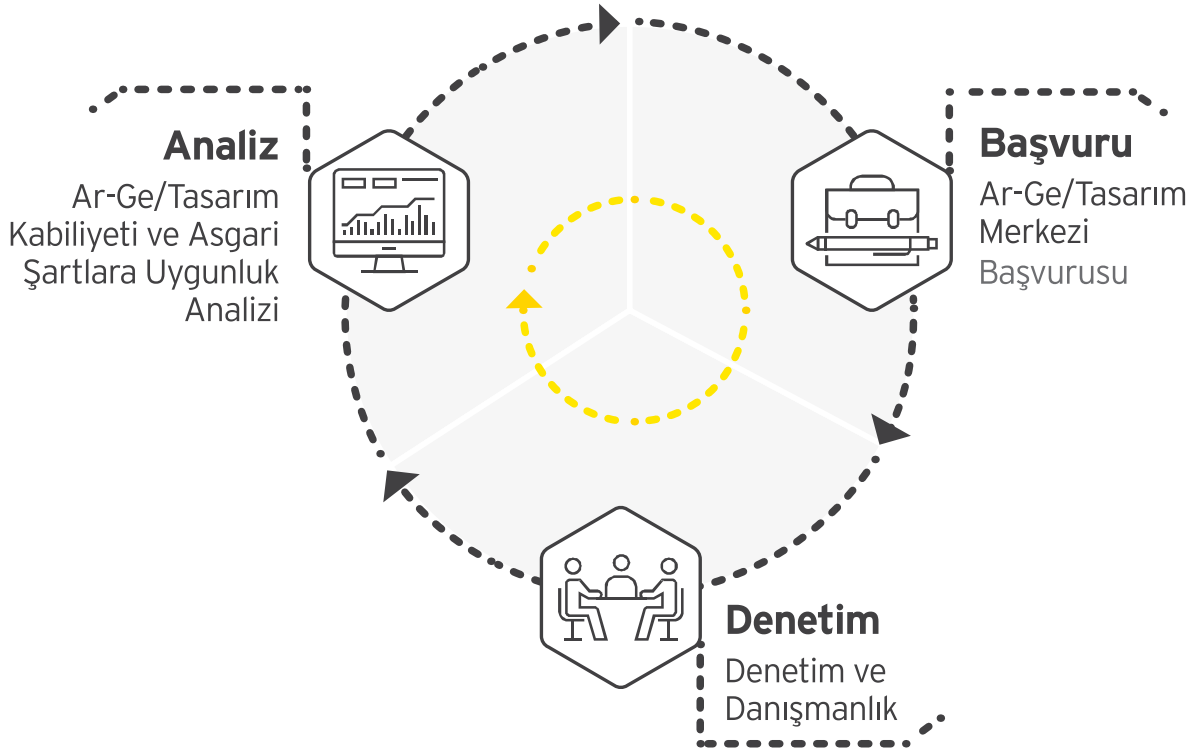 Analiz
Ar-Ge/Tasarım
Kabiliyeti ve Asgari
Şartlara Uygunluk
Analizi
Başvuru
Ar-Ge/Tasarım
Merkezi
Başvurusu
Denetim
Denetim ve
Danışmanlık